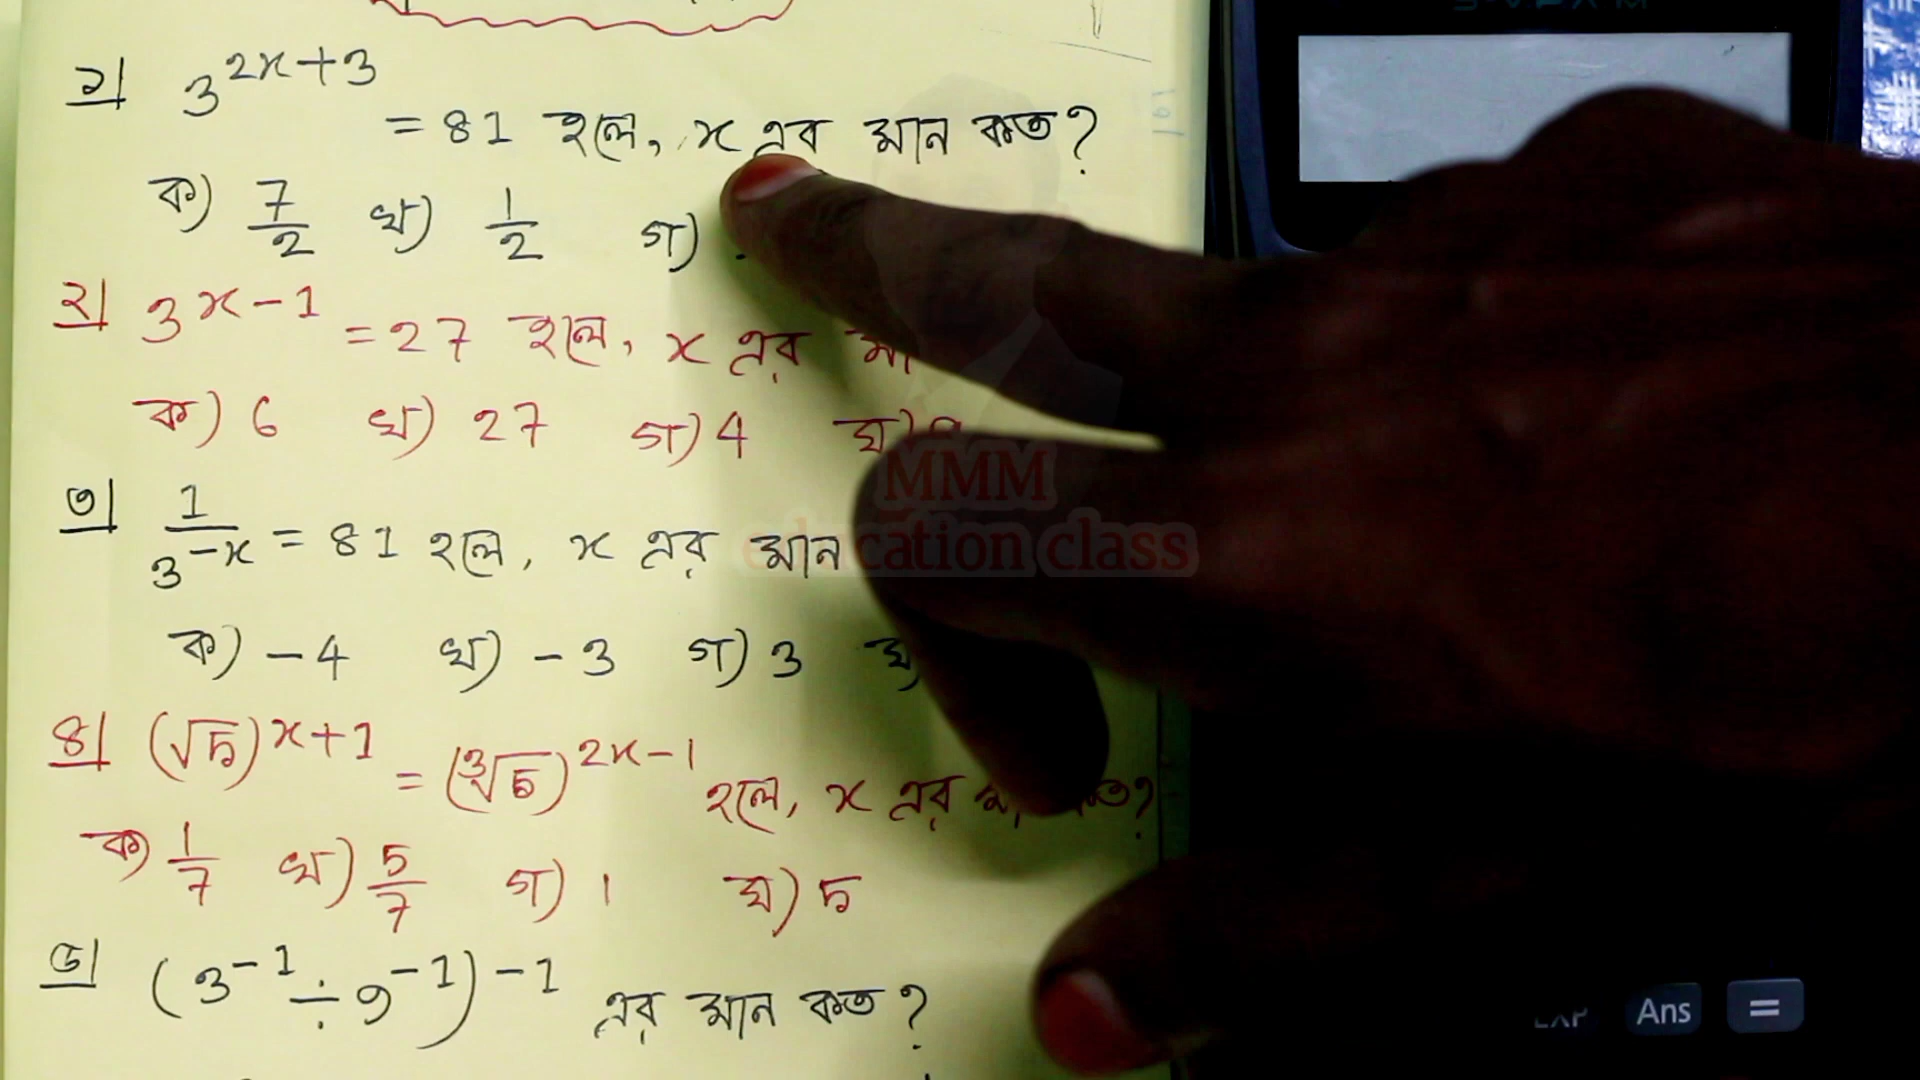 ১| 3^{2x+3} = 81 হলে, x এর মান কত?
ক) 7/2 খ) 1/2 গ)
২| 3^{x-1} = 27 হলে, x এর
ক) 6 খ) 27 গ) 4 ঘ)
৩| 1/3^{-x} = 81 হলে, x এর মান
ক) -4 খ) -3 গ) 3 ঘ)
৪| (√5)^{x+1} = (∛5)^{2x-1} হলে, x এর কত?
ক) 1/7 খ) 5/7 গ) 1 ঘ) 5
৫| (3^{-1} ÷ 9^{-1})^{-1} এর মান কত?
MMM
education class
EXP Ans =